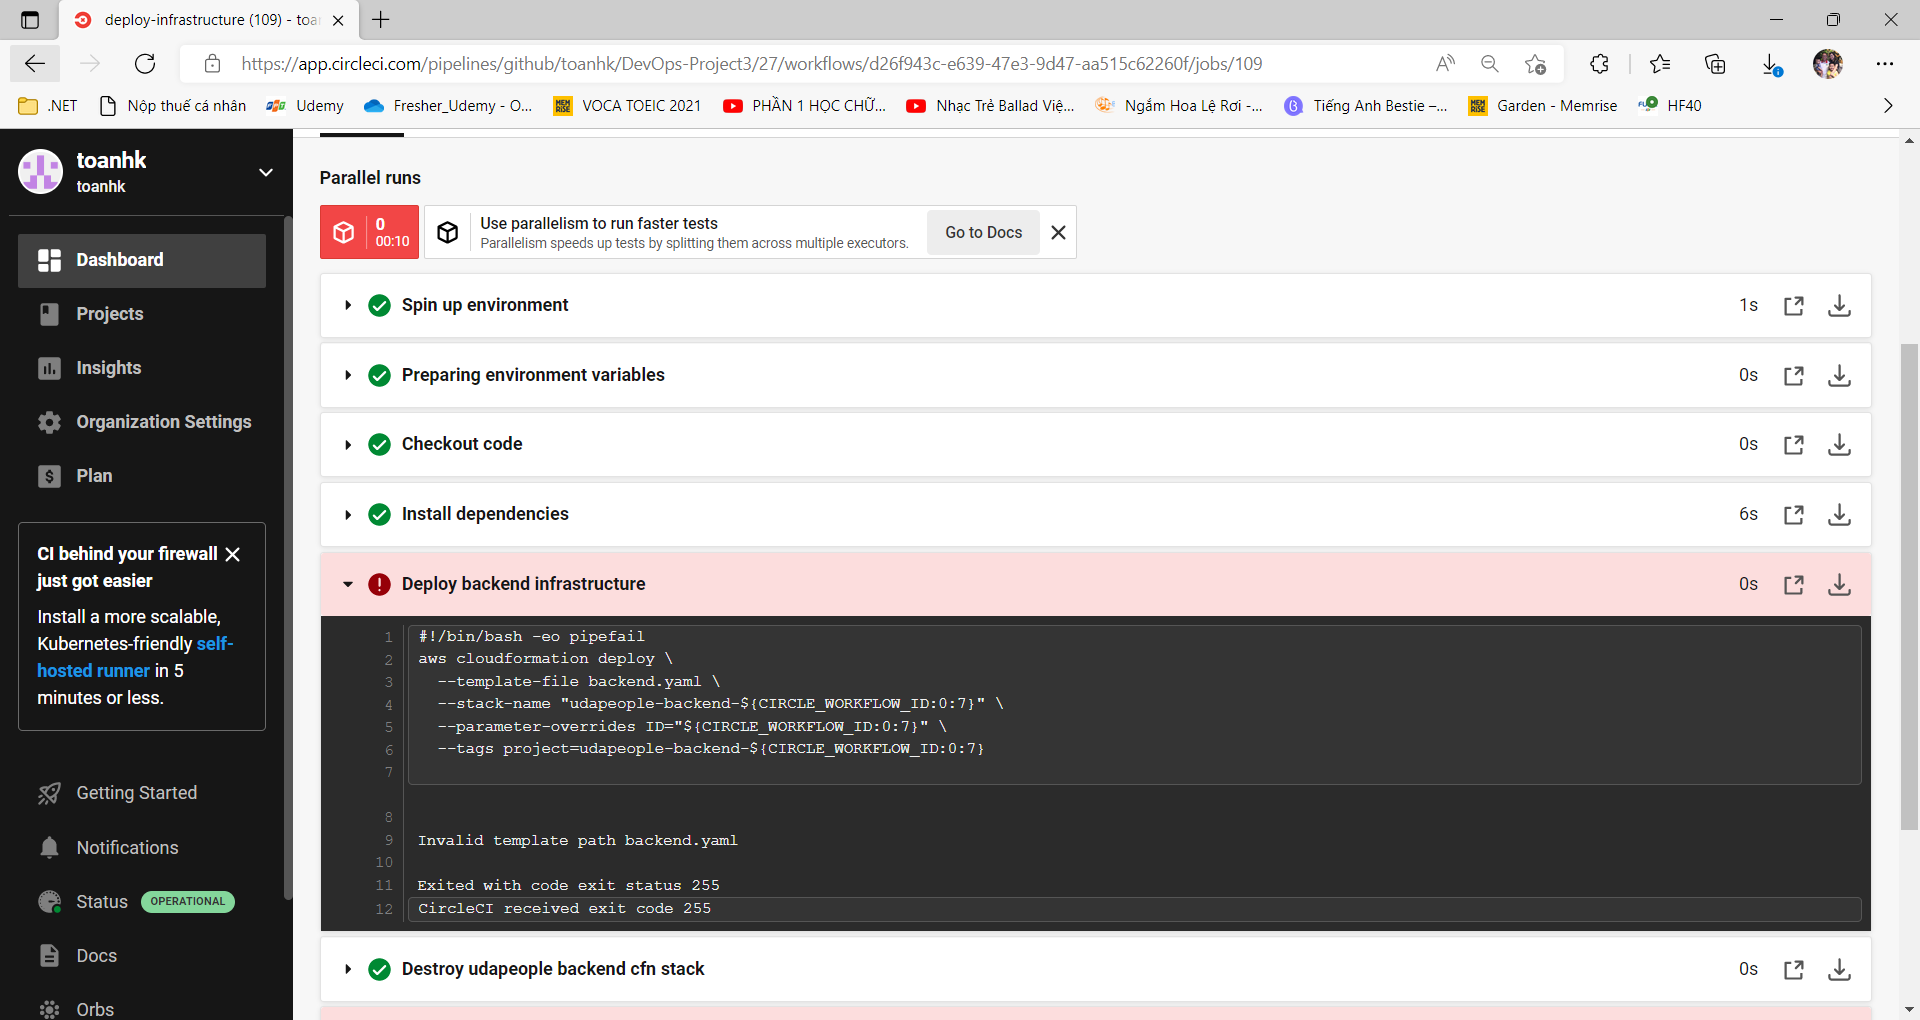 deploy-infrastructure (109) - toa
https://app.circleci.com/pipelines/github/toanhk/DevOps-Project3/27/workflows/d26f943c-e639-47e3-9d47-aa515c62260f/jobs/109
.NET
Nộp thuế cá nhân
Udemy
Fresher_Udemy - O...
VOCA TOEIC 2021
PHẦN 1 HỌC CHỮ...
Nhạc Trẻ Ballad Việ...
Ngắm Hoa Lệ Rơi -...
Tiếng Anh Bestie –...
Garden - Memrise
HF40
toanhk
toanhk
Dashboard
Projects
Insights
Organization Settings
Plan
CI behind your firewall
just got easier
Install a more scalable,
Kubernetes-friendly self-
hosted runner in 5
minutes or less.
Getting Started
Notifications
Status OPERATIONAL
Docs
Orbs
Parallel runs
0
00:10
Use parallelism to run faster tests
Parallelism speeds up tests by splitting them across multiple executors.
Go to Docs
Spin up environment 1s
Preparing environment variables 0s
Checkout code 0s
Install dependencies 6s
Deploy backend infrastructure 0s
1 #!/bin/bash -eo pipefail
2 aws cloudformation deploy \
3 --template-file backend.yaml \
4 --stack-name "udapeople-backend-${CIRCLE_WORKFLOW_ID:0:7}" \
5 --parameter-overrides ID="${CIRCLE_WORKFLOW_ID:0:7}" \
6 --tags project=udapeople-backend-${CIRCLE_WORKFLOW_ID:0:7}
7
8
9 Invalid template path backend.yaml
10
11 Exited with code exit status 255
12 CircleCI received exit code 255
Destroy udapeople backend cfn stack 0s